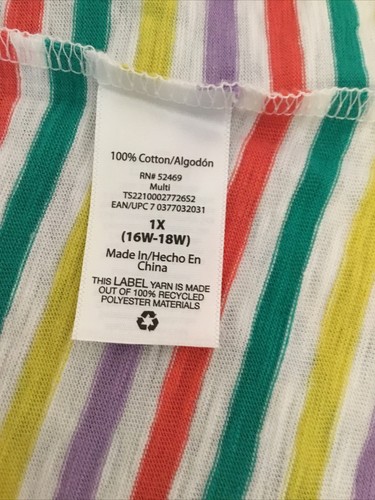 100% Cotton/Algodón
RN# 52469
Multi
TS22100027726S2
EAN/UPC 7 0377032031
1X
(16W-18W)
Made In/Hecho En
China
THIS LABEL YARN IS MADE
OUT OF 100% RECYCLED
POLYESTER MATERIALS